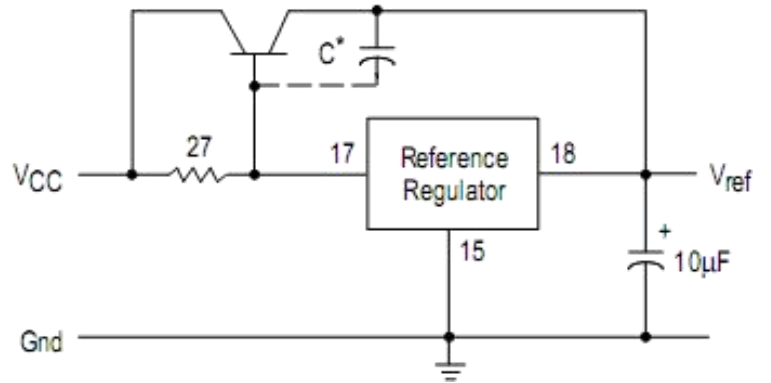 C*
27
17
Reference
Regulator
18
VCC
Vref
15
+
10µF
Gnd